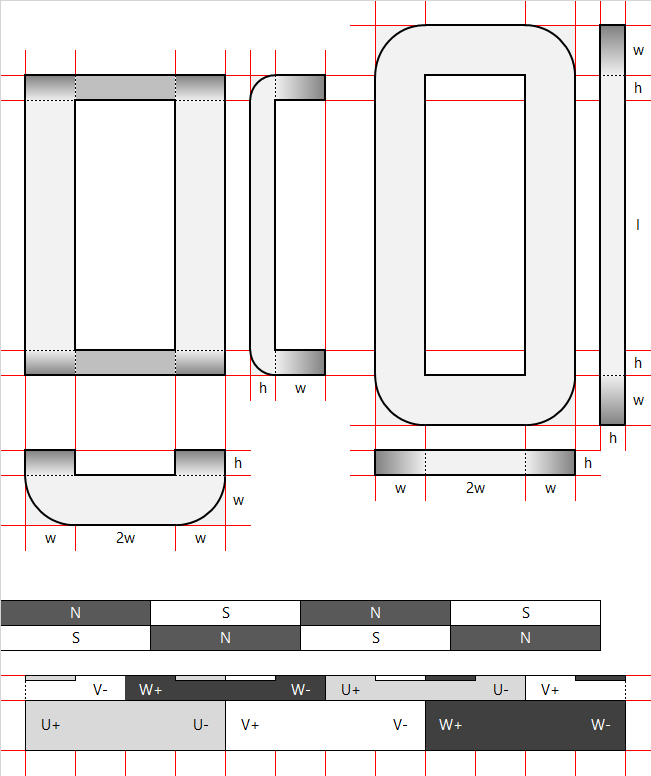 w
h
l
h
w
h
h w
h
w
w 2w w
h
w 2w w
N S N S
S N S N
V- W+ W- U+ U- V+
U+ U- V+ V- W+ W-